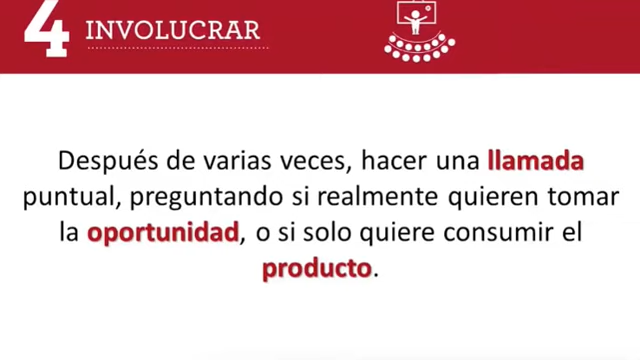 4 INVOLUCRAR
Después de varias veces, hacer una llamada
puntual, preguntando si realmente quieren tomar
la oportunidad, o si solo quiere consumir el
producto.